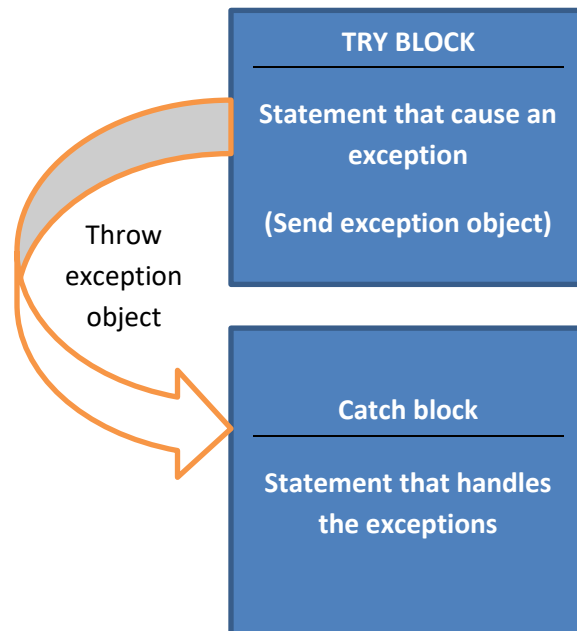 TRY BLOCK
Statement that cause an
exception
(Send exception object)
Throw
exception
object
Catch block
Statement that handles
the exceptions